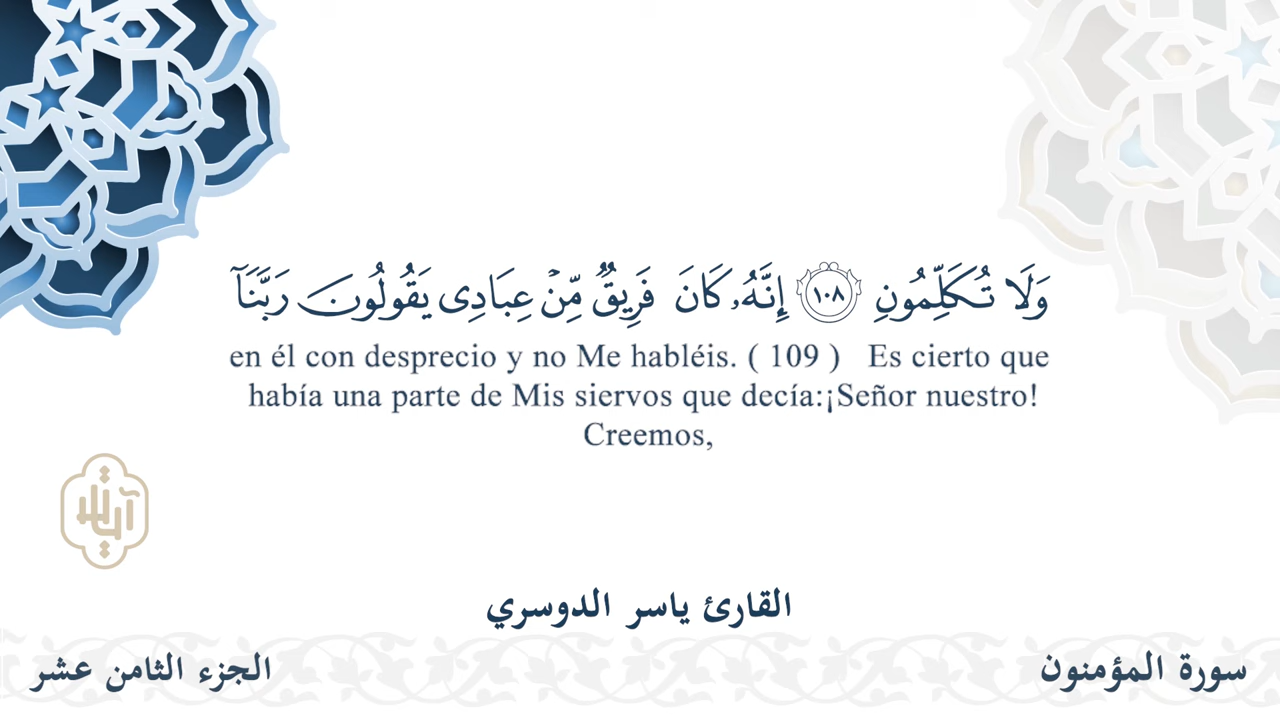 وَلَا تُكَلِّمُونِ ١٠٨ إِنَّهُۥ كَانَ فَرِيقٌ مِّنْ عِبَادِى يَقُولُونَ رَبَّنَآ
en él con desprecio y no Me habléis. ( 109 ) Es cierto que
había una parte de Mis siervos que decía:¡Señor nuestro!
Creemos,
القارئ ياسر الدوسري
سورة المؤمنون
الجزء الثامن عشر